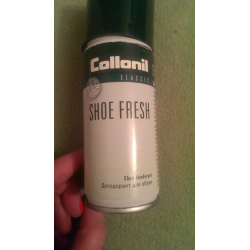 Collonil
CLASSIC
SHOE FRESH
Shoe deodorant
Дезодорант для обуви